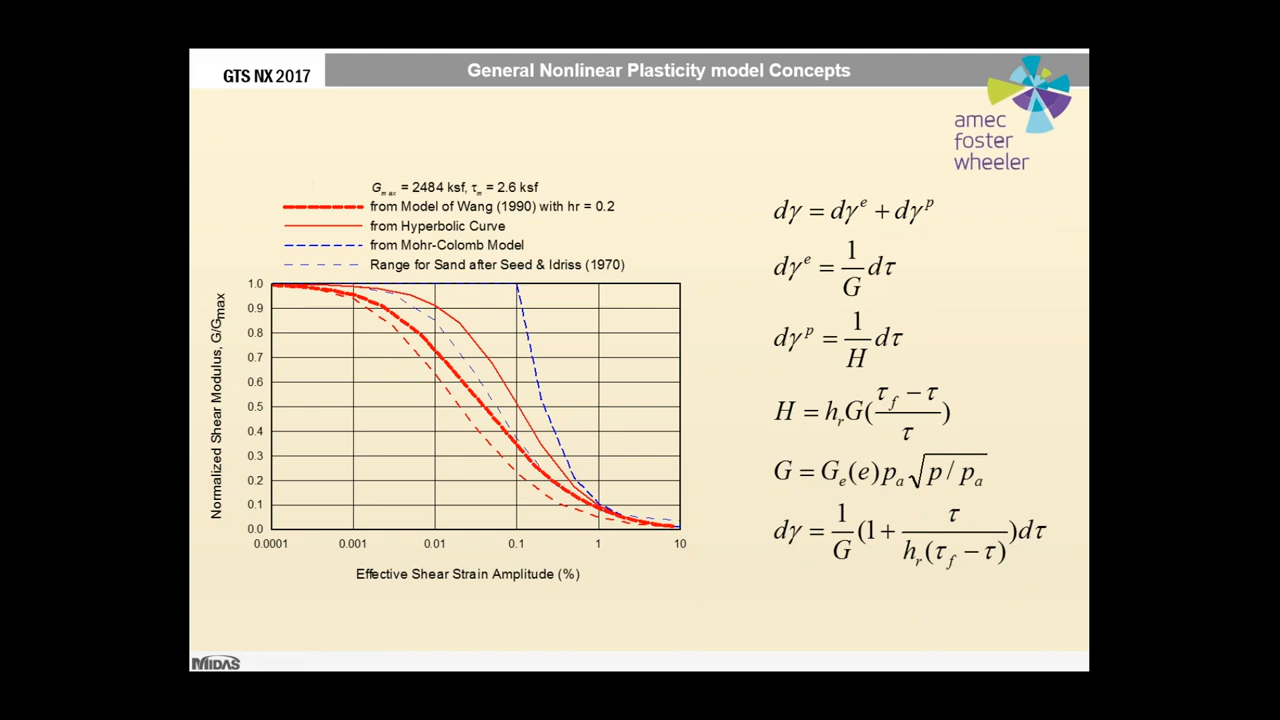 GTS NX 2017
General Nonlinear Plasticity model Concepts
amec
foster
wheeler
Gmax = 2484 ksf, τm = 2.6 ksf
from Model of Wang (1990) with hr = 0.2
from Hyperbolic Curve
from Mohr-Colomb Model
Range for Sand after Seed & Idriss (1970)
Normalized Shear Modulus, G/Gmax
1.0
0.9
0.8
0.7
0.6
0.5
0.4
0.3
0.2
0.1
0.0
0.0001 0.001 0.01 0.1 1 10
Effective Shear Strain Amplitude (%)
dγ = dγ^e + dγ^p
dγ^e = 1/G dτ
dγ^p = 1/H dτ
H = h_r G((τ_f − τ)/τ)
G = G_e(e)p_a√(p / p_a)
dγ = 1/G (1 + τ/(h_r(τ_f − τ)))dτ
MIDAS